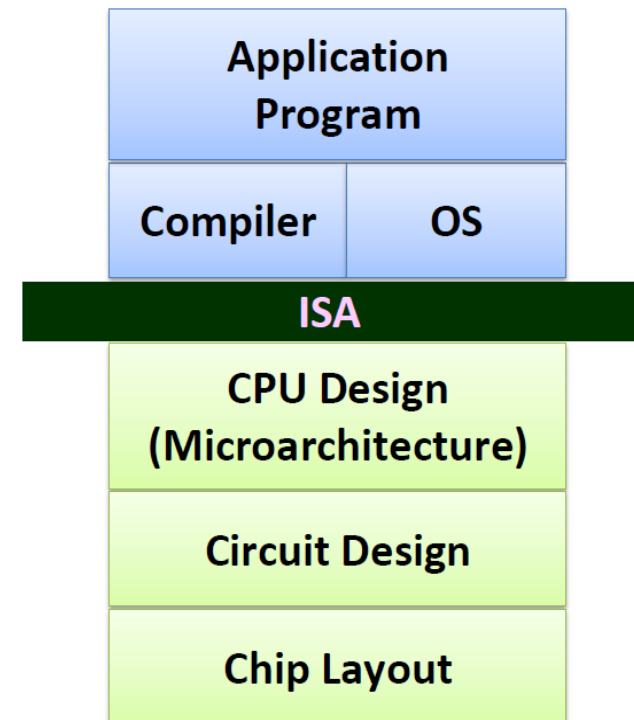 Application
Program
Compiler OS
ISA
CPU Design
(Microarchitecture)
Circuit Design
Chip Layout